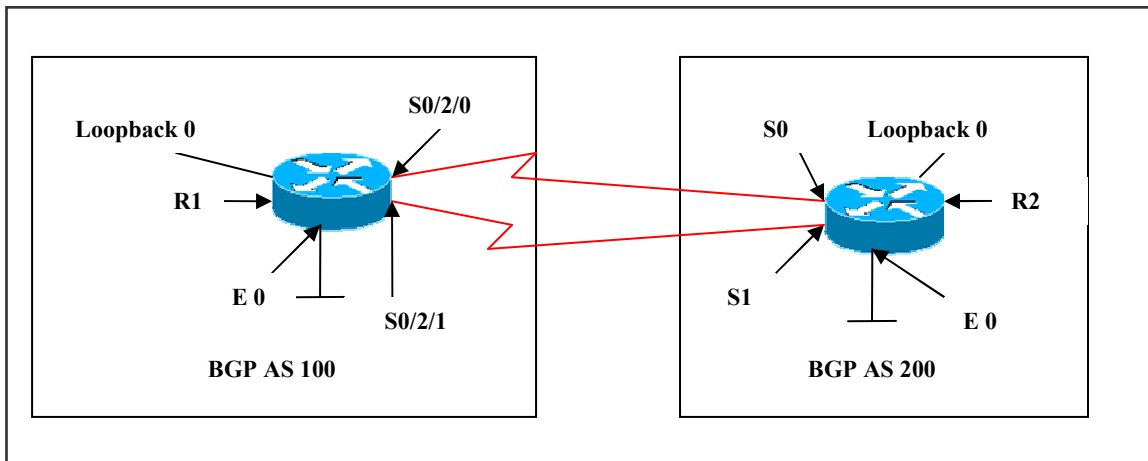 S0/2/0
Loopback 0
S0
Loopback 0
R1
R2
E 0
S0/2/1
S1
E 0
BGP AS 100
BGP AS 200